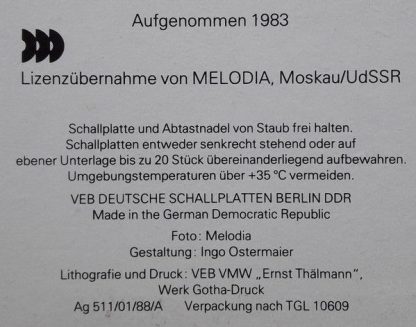 Aufgenommen 1983
Lizenzübernahme von MELODIA, Moskau/UdSSR
Schallplatte und Abtastnadel von Staub frei halten.
Schallplatten entweder senkrecht stehend oder auf
ebener Unterlage bis zu 20 Stück übereinanderliegend aufbewahren.
Umgebungstemperaturen über +35 °C vermeiden.
VEB DEUTSCHE SCHALLPLATTEN BERLIN DDR
Made in the German Democratic Republic
Foto: Melodia
Gestaltung: Ingo Ostermaier
Lithografie und Druck: VEB VMW „Ernst Thälmann",
Werk Gotha-Druck
Ag 511/01/88/A Verpackung nach TGL 10609